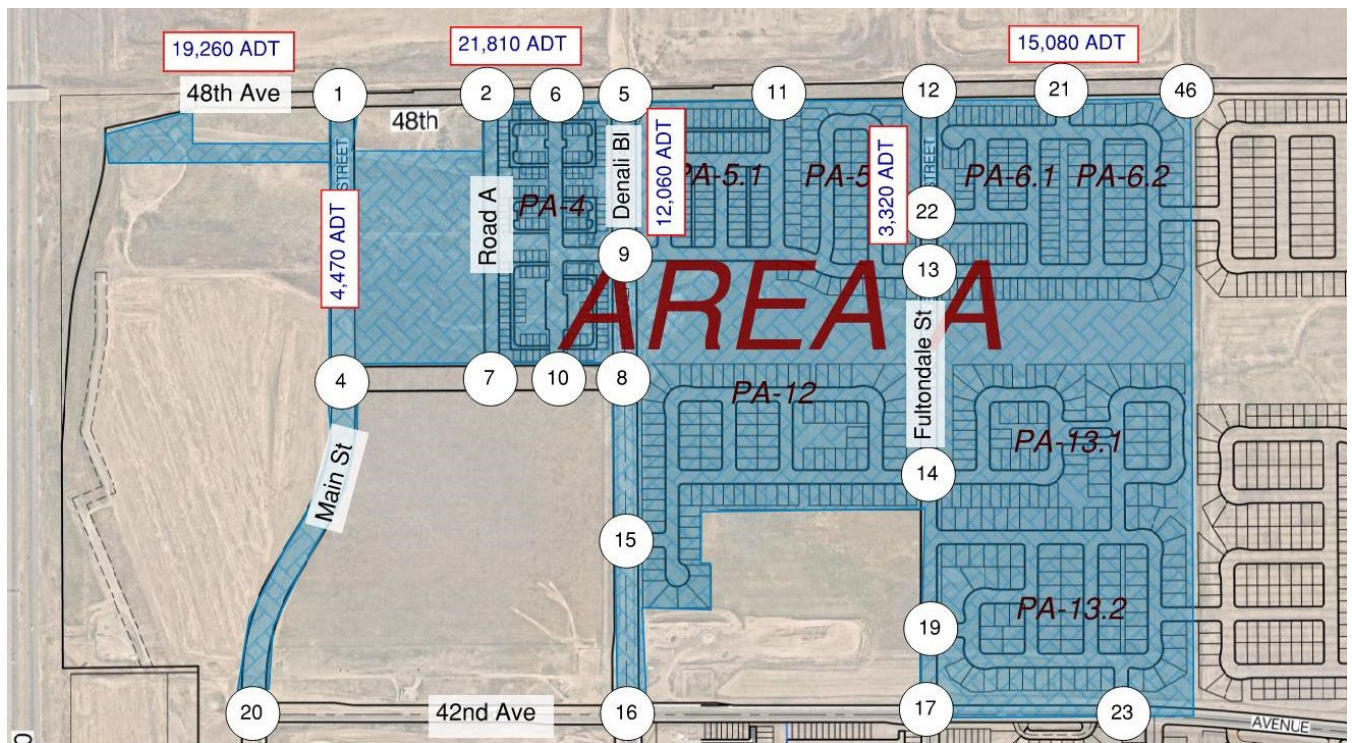 19,260 ADT
21,810 ADT
15,080 ADT
48th Ave
1
2
6
5
11
12
21
46
48th
STREET
Denali Bl
12,060 ADT
PA-5.1
PA-5
3,320 ADT
STREET
PA-6.1
PA-6.2
4,470 ADT
Road A
PA-4
22
9
13
AREA A
Fultondale St
4
7
10
8
PA-12
PA-13.1
Main St
14
15
PA-13.2
19
20
42nd Ave
16
17
23
AVENUE